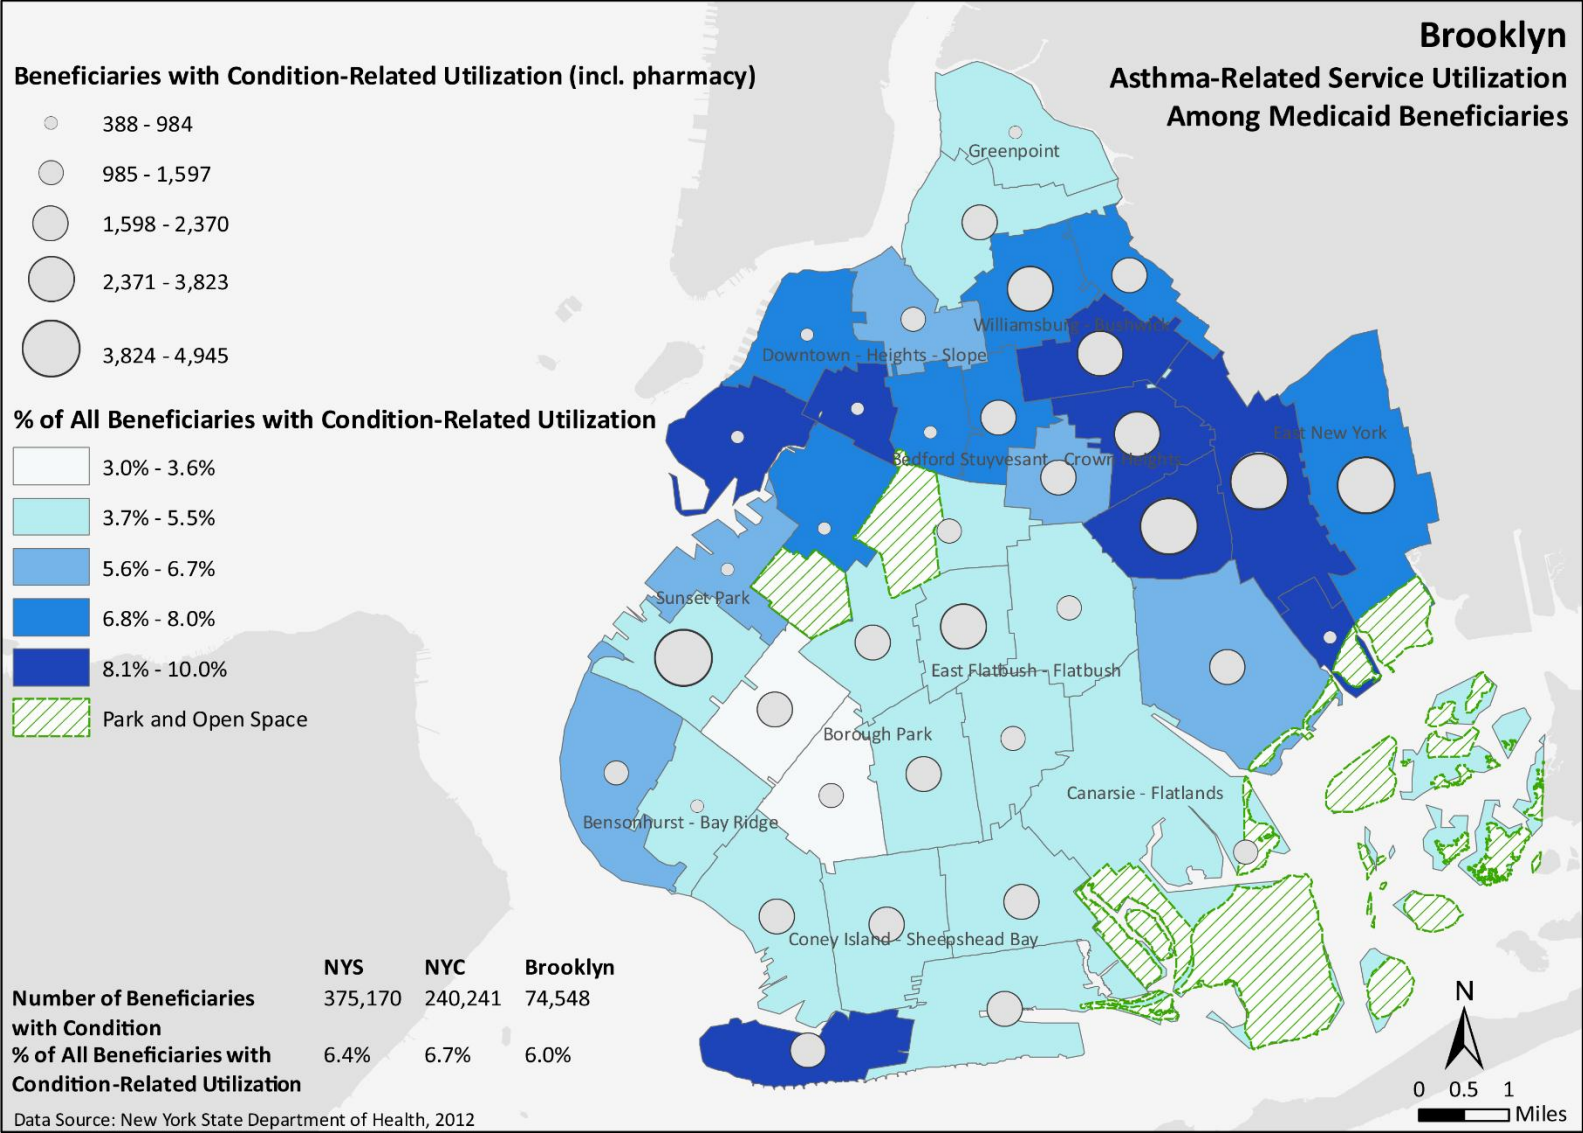 Brooklyn
Asthma-Related Service Utilization
Among Medicaid Beneficiaries
Beneficiaries with Condition-Related Utilization (incl. pharmacy)
388 - 984
985 - 1,597
1,598 - 2,370
2,371 - 3,823
3,824 - 4,945
% of All Beneficiaries with Condition-Related Utilization
3.0% - 3.6%
3.7% - 5.5%
5.6% - 6.7%
6.8% - 8.0%
8.1% - 10.0%
Park and Open Space
Greenpoint
Williamsburg - Bushwick
Downtown - Heights - Slope
East New York
Bedford Stuyvesant - Crown Heights
Sunset Park
East Flatbush - Flatbush
Borough Park
Canarsie - Flatlands
Bensonhurst - Bay Ridge
Coney Island - Sheepshead Bay
NYS NYC Brooklyn
Number of Beneficiaries 375,170 240,241 74,548
with Condition
% of All Beneficiaries with 6.4% 6.7% 6.0%
Condition-Related Utilization
Data Source: New York State Department of Health, 2012
N
0 0.5 1
Miles